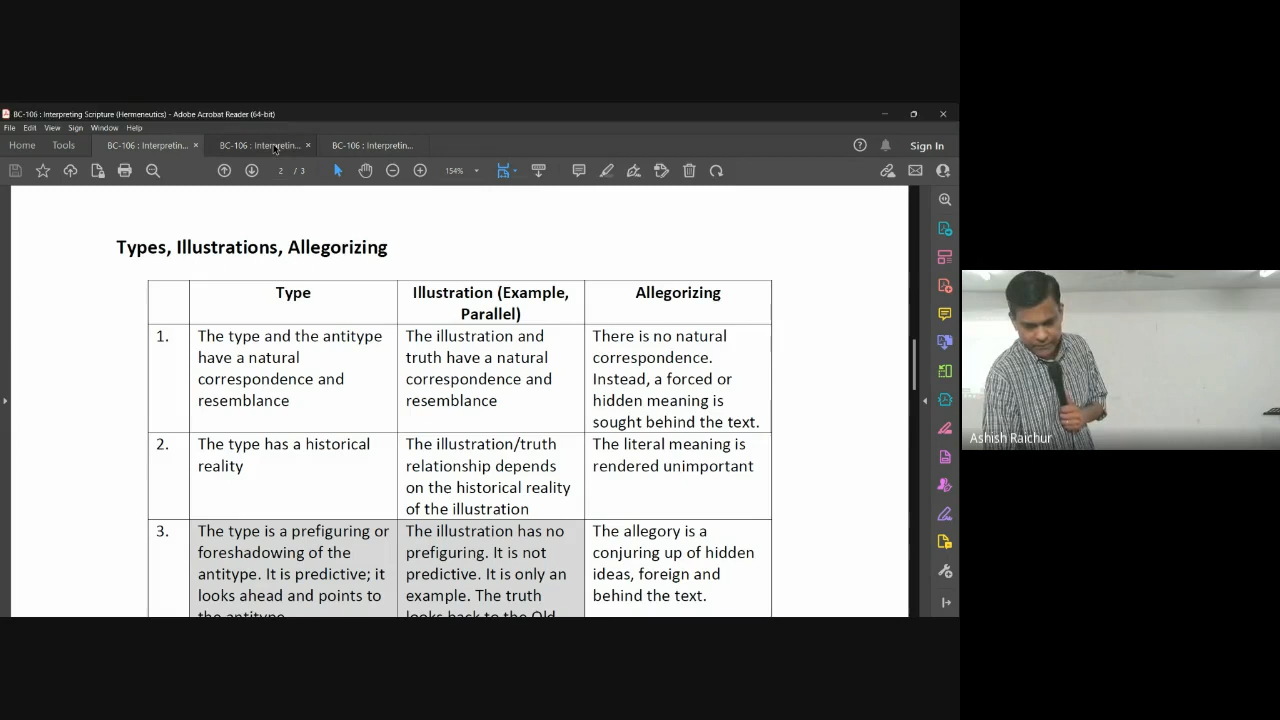 BC-106 : Interpreting Scripture (Hermeneutics) - Adobe Acrobat Reader (64-bit)
File Edit View Sign Window Help
Home Tools BC-106 : Interpretin... × BC-106 : Interpretin... × BC-106 : Interpretin... Sign In
2 / 3 154%
Types, Illustrations, Allegorizing
Type Illustration (Example, Parallel) Allegorizing
1. The type and the antitype
have a natural
correspondence and
resemblance
The illustration and
truth have a natural
correspondence and
resemblance
There is no natural
correspondence.
Instead, a forced or
hidden meaning is
sought behind the text.
2. The type has a historical
reality
The illustration/truth
relationship depends
on the historical reality
of the illustration
The literal meaning is
rendered unimportant
3. The type is a prefiguring or
foreshadowing of the
antitype. It is predictive; it
looks ahead and points to
the antitype.
The illustration has no
prefiguring. It is not
predictive. It is only an
example. The truth
looks back to the Old
The allegory is a
conjuring up of hidden
ideas, foreign and
behind the text.
Ashish Raichur